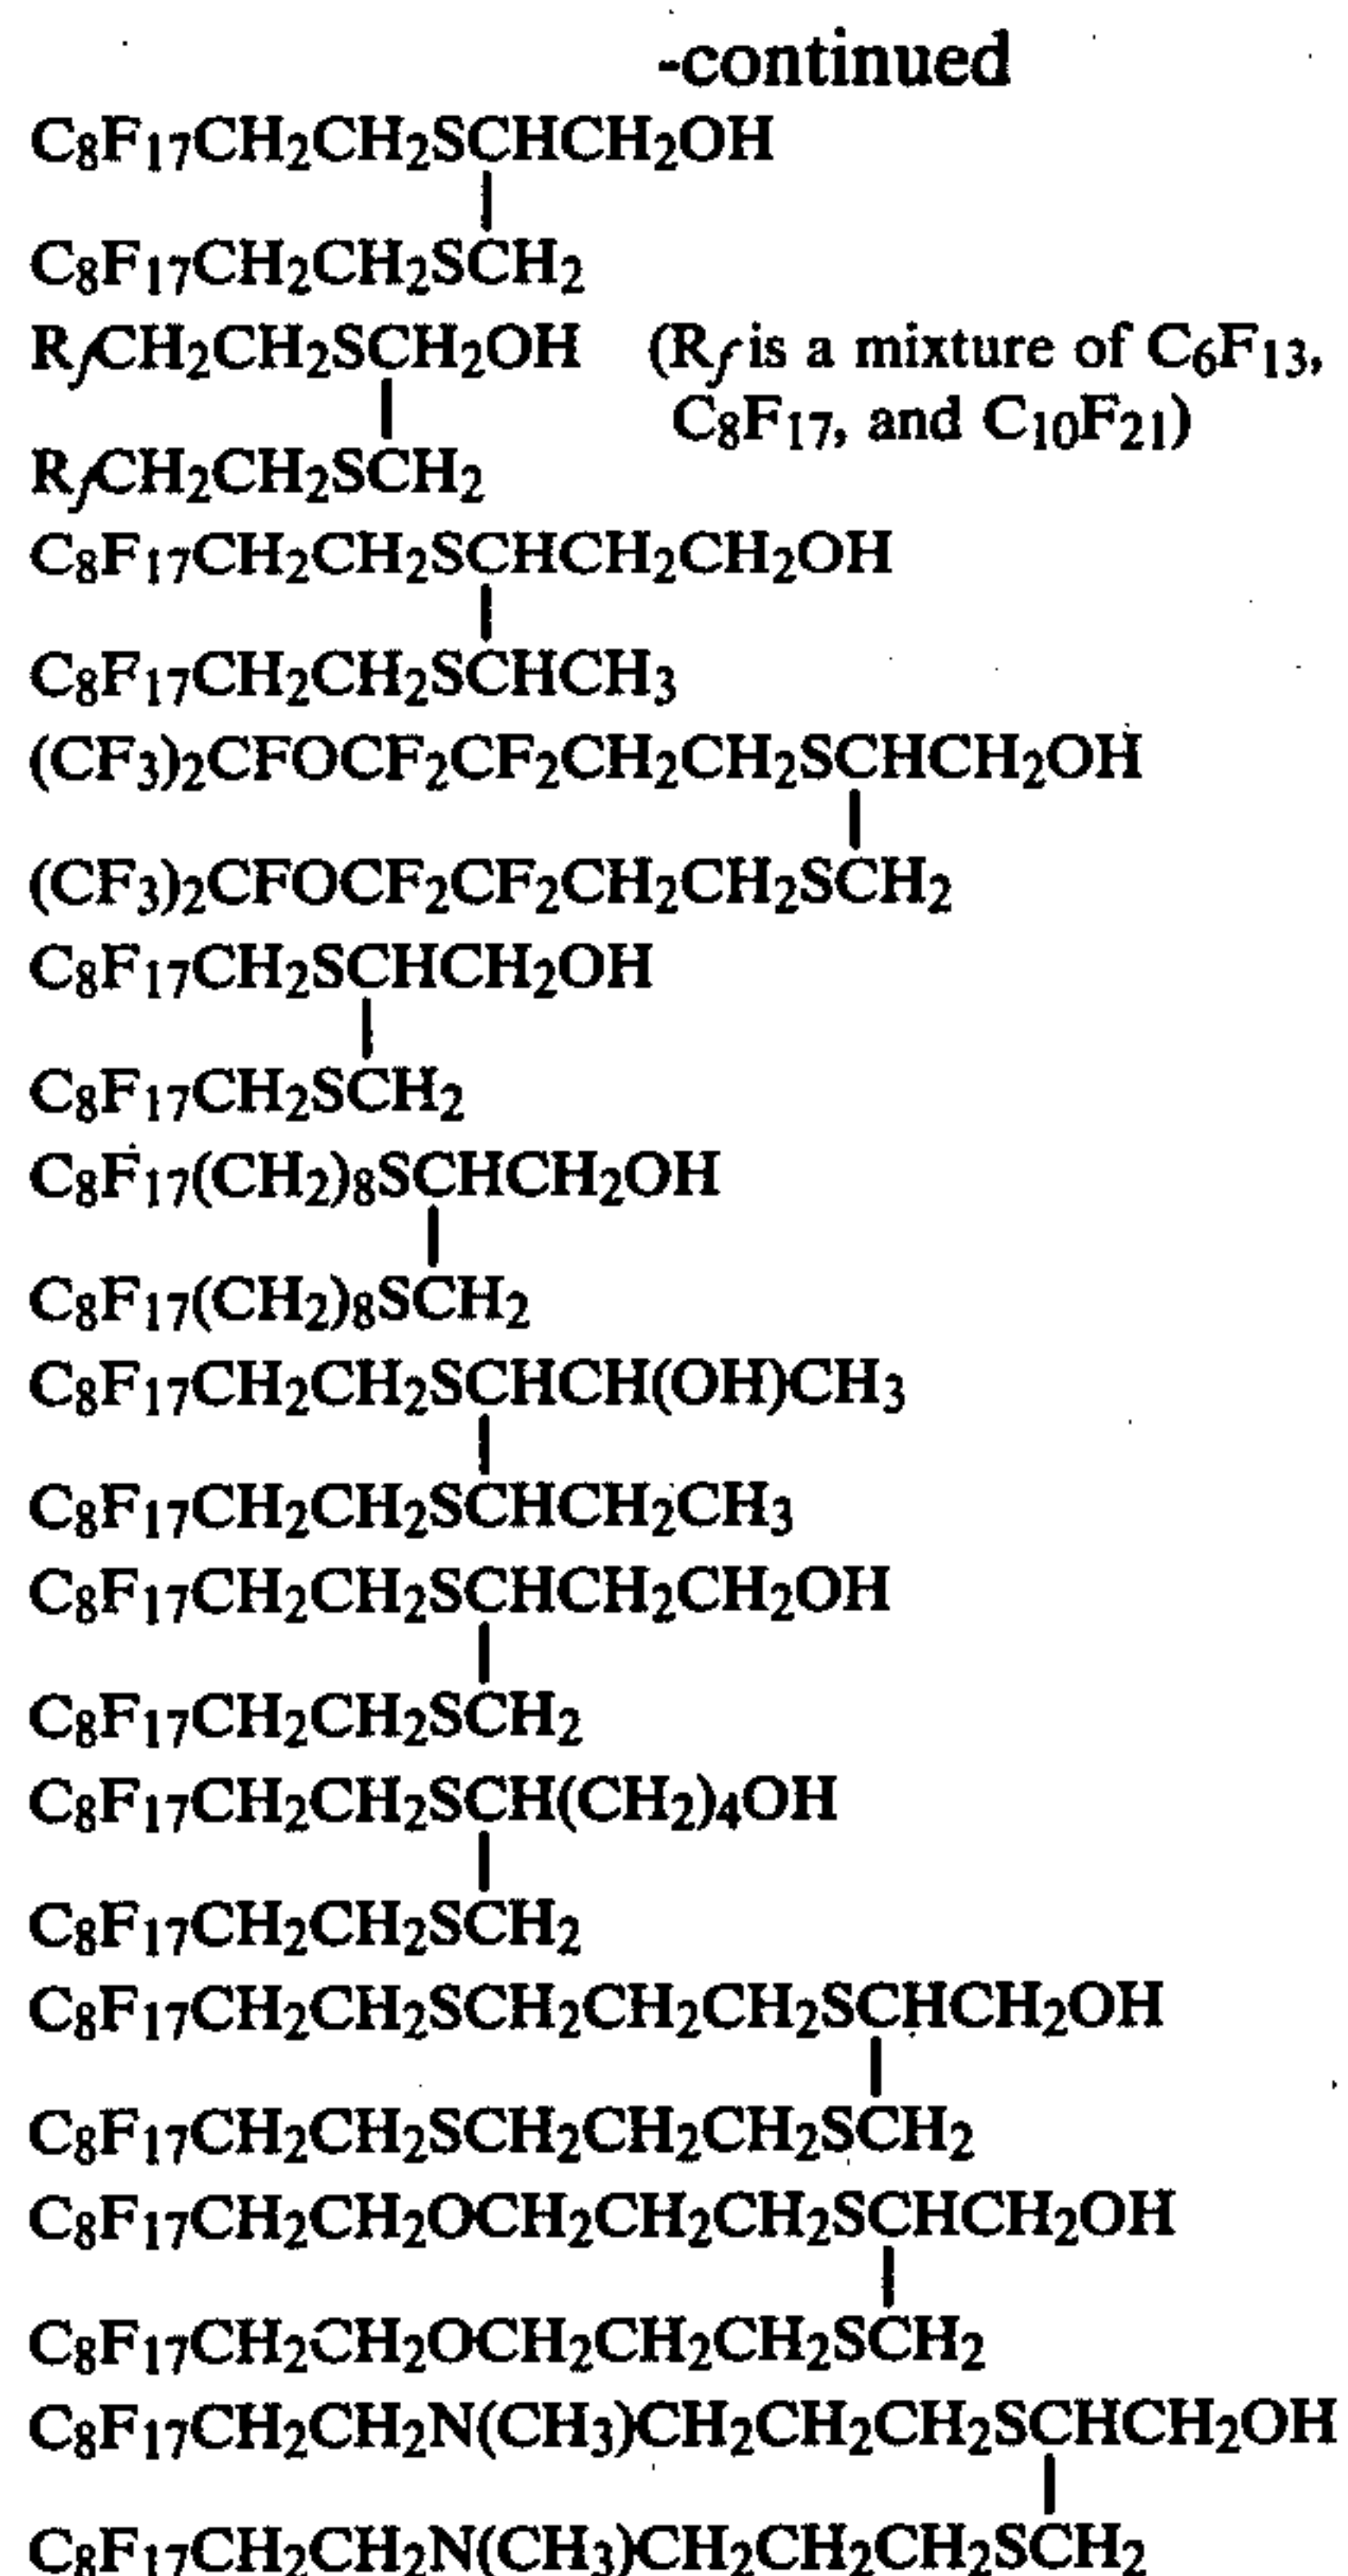 -continued
C8F17CH2CH2SCHCH2OH
|
C8F17CH2CH2SCH2
RfCH2CH2SCH2OH (Rf is a mixture of C6F13,
| C8F17, and C10F21)
RfCH2CH2SCH2
C8F17CH2CH2SCHCH2CH2OH
|
C8F17CH2CH2SCHCH3
(CF3)2CFOCF2CF2CH2CH2SCHCH2OH
|
(CF3)2CFOCF2CF2CH2CH2SCH2
C8F17CH2SCHCH2OH
|
C8F17CH2SCH2
C8F17(CH2)8SCHCH2OH
|
C8F17(CH2)8SCH2
C8F17CH2CH2SCHCH(OH)CH3
|
C8F17CH2CH2SCHCH2CH3
C8F17CH2CH2SCHCH2CH2OH
|
C8F17CH2CH2SCH2
C8F17CH2CH2SCH(CH2)4OH
|
C8F17CH2CH2SCH2
C8F17CH2CH2SCH2CH2CH2SCHCH2OH
|
C8F17CH2CH2SCH2CH2CH2SCH2
C8F17CH2CH2OCH2CH2CH2SCHCH2OH
|
C8F17CH2CH2OCH2CH2CH2SCH2
C8F17CH2CH2N(CH3)CH2CH2CH2SCHCH2OH
|
C8F17CH2CH2N(CH3)CH2CH2CH2SCH2